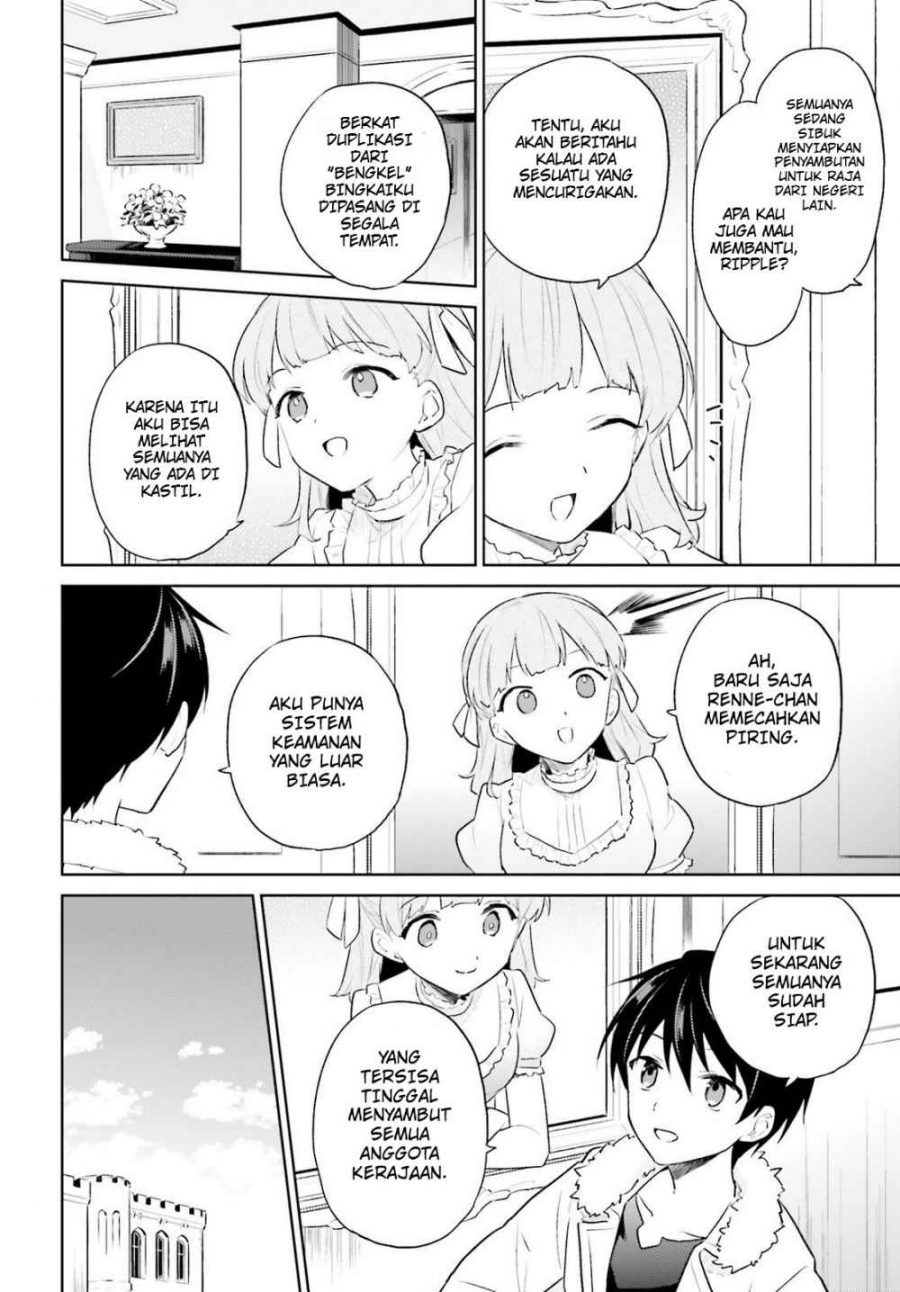 SEMUANYA
SEDANG
SIBUK
MENYIAPKAN
PENYAMBUTAN
UNTUK RAJA
DARI NEGERI
LAIN.
APA KAU
JUGA MAU
MEMBANTU,
RIPPLE?
TENTU, AKU
AKAN BERITAHU
KALAU ADA
SESUATU YANG
MENCURIGAKAN.
BERKAT
DUPLIKASI
DARI
"BENGKEL"
BINGKAIKU
DIPASANG DI
SEGALA
TEMPAT.
KARENA ITU
AKU BISA
MELIHAT
SEMUANYA
YANG ADA DI
KASTIL.
AH,
BARU SAJA
RENNE-CHAN
MEMECAHKAN
PIRING.
AKU PUNYA
SISTEM
KEAMANAN
YANG LUAR
BIASA.
UNTUK
SEKARANG
SEMUANYA
SUDAH
SIAP.
YANG
TERSISA
TINGGAL
MENYAMBUT
SEMUA
ANGGOTA
KERAJAAN.